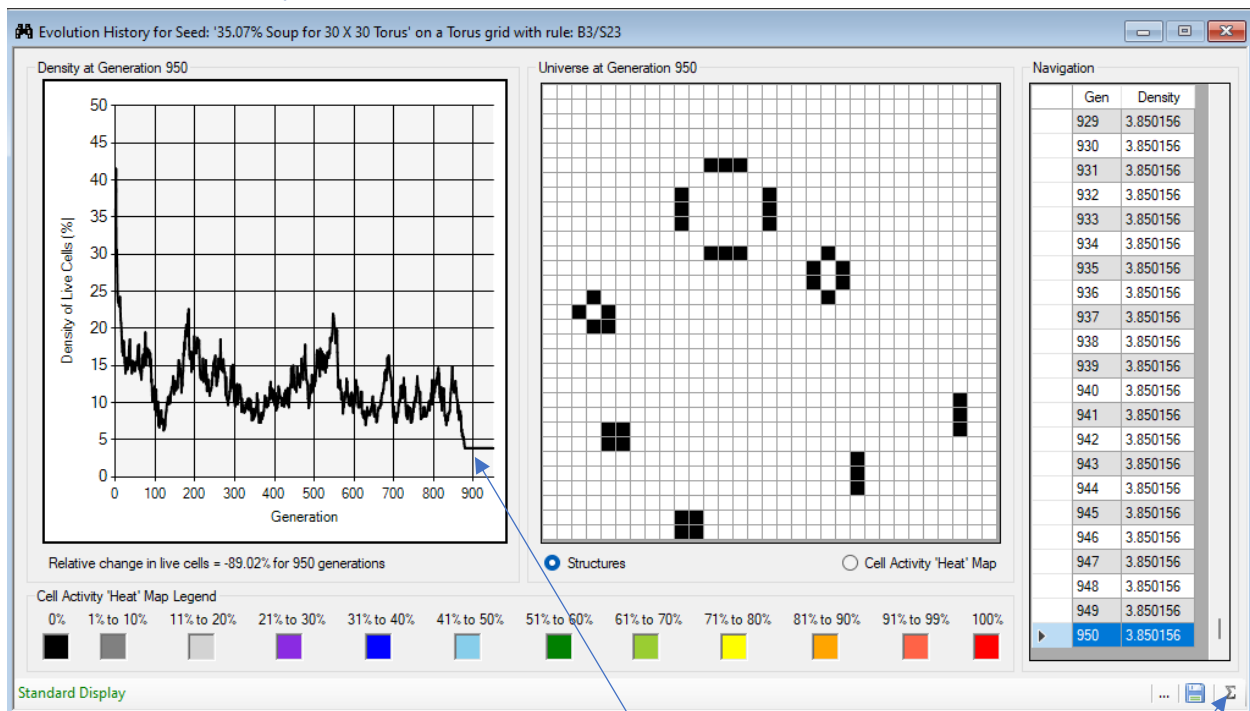 Evolution History for Seed: '35.07% Soup for 30 X 30 Torus' on a Torus grid with rule: B3/S23
Density at Generation 950
50
45
40
35
30
25
20
15
10
5
0
Density of Live Cells (%)
0 100 200 300 400 500 600 700 800 900
Generation
Relative change in live cells = -89.02% for 950 generations
Universe at Generation 950
Structures
Cell Activity 'Heat' Map
Navigation
Gen Density
929 3.850156
930 3.850156
931 3.850156
932 3.850156
933 3.850156
934 3.850156
935 3.850156
936 3.850156
937 3.850156
938 3.850156
939 3.850156
940 3.850156
941 3.850156
942 3.850156
943 3.850156
944 3.850156
945 3.850156
946 3.850156
947 3.850156
948 3.850156
949 3.850156
950 3.850156
Cell Activity 'Heat' Map Legend
0% 1% to 10% 11% to 20% 21% to 30% 31% to 40% 41% to 50% 51% to 60% 61% to 70% 71% to 80% 81% to 90% 91% to 99% 100%
Standard Display
... Σ